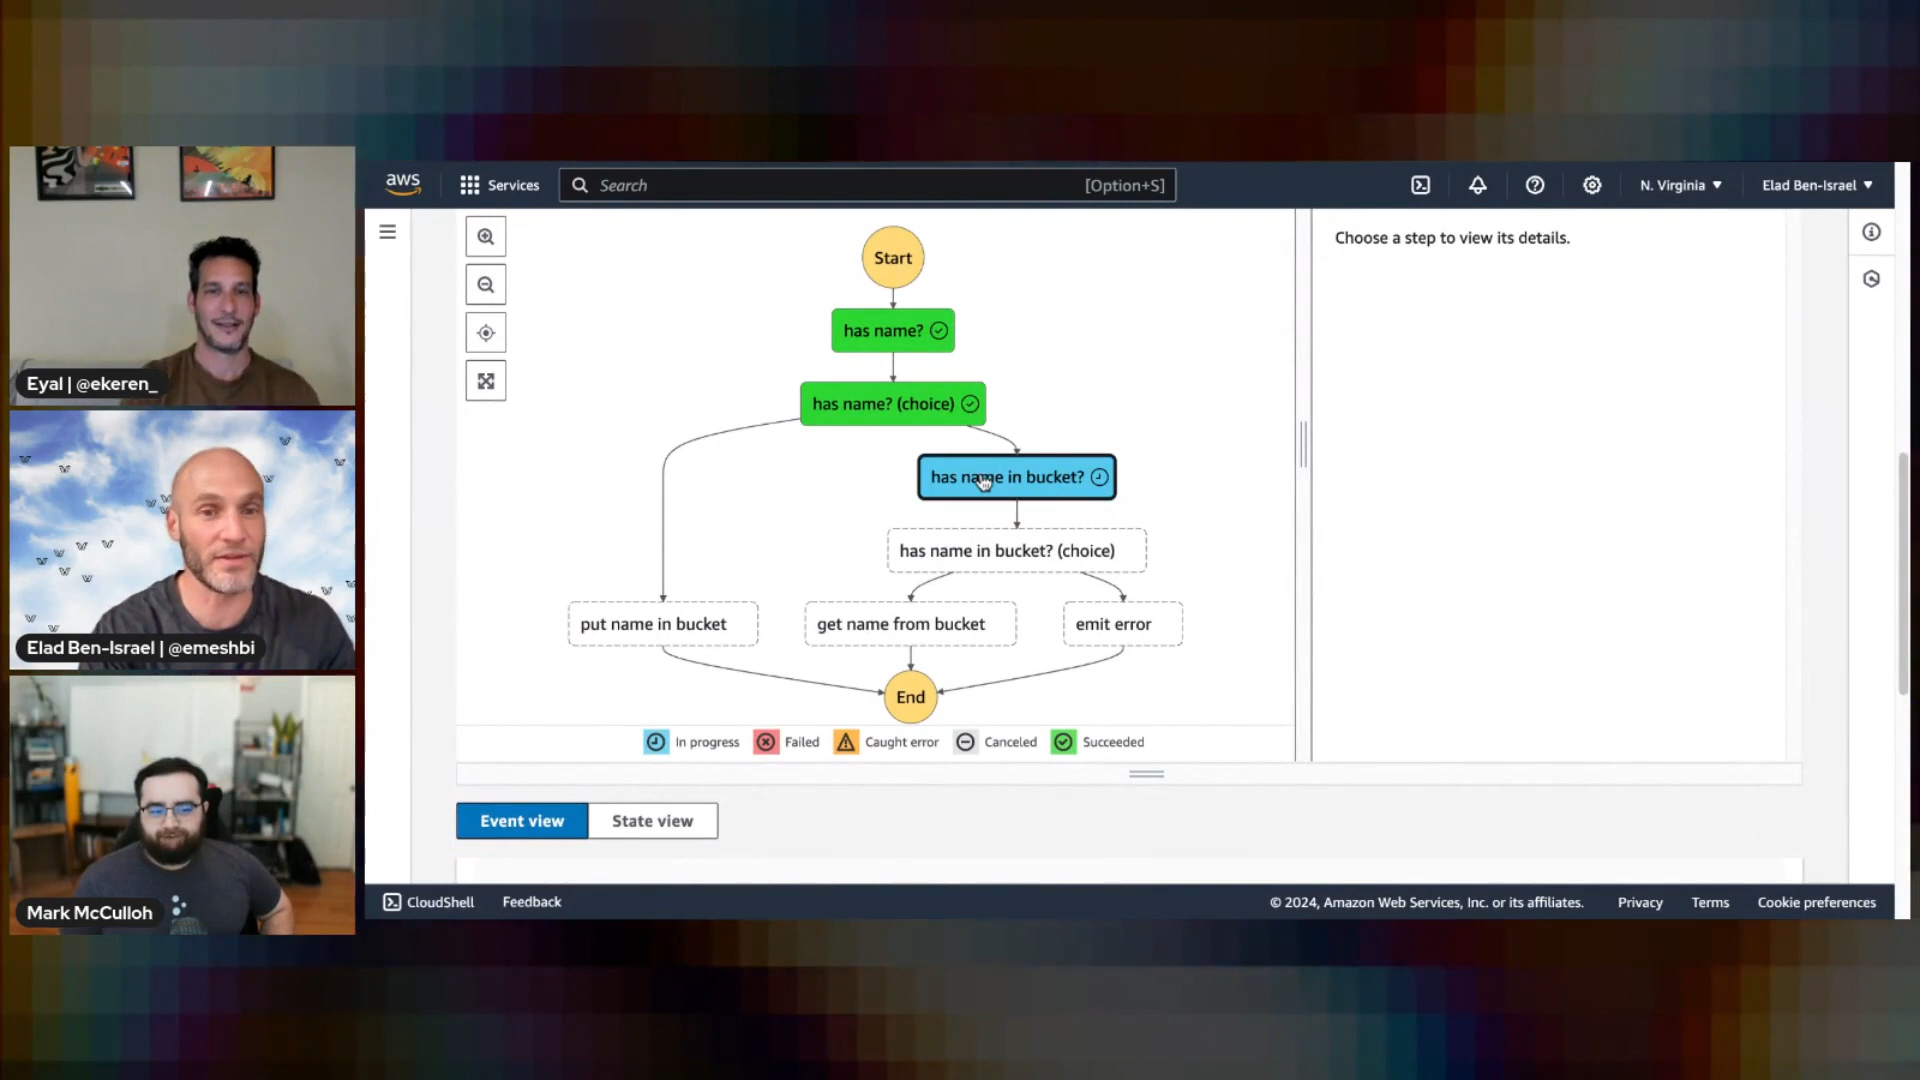 Eyal | @ekeren_
Elad Ben-Israel | @emeshbi
Mark McCulloh
aws
Services
Search
[Option+S]
N. Virginia
Elad Ben-Israel
Start
has name?
has name? (choice)
has name in bucket?
has name in bucket? (choice)
put name in bucket
get name from bucket
emit error
End
In progress
Failed
Caught error
Canceled
Succeeded
Choose a step to view its details.
Event view
State view
CloudShell
Feedback
© 2024, Amazon Web Services, Inc. or its affiliates.
Privacy
Terms
Cookie preferences